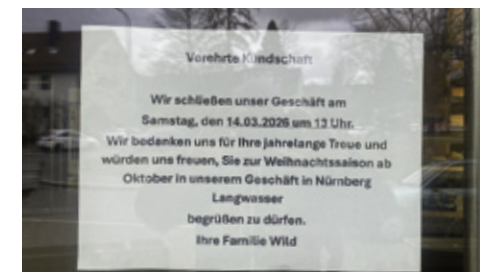 Verehrte Kundschaft
Wir schließen unser Geschäft am
Samstag, den 14.03.2026 um 13 Uhr.
Wir bedanken uns für Ihre jahrelange Treue und
würden uns freuen, Sie zur Weihnachtssaison ab
Oktober in unserem Geschäft in Nürnberg
Langwasser
begrüßen zu dürfen.
Ihre Familie Wild